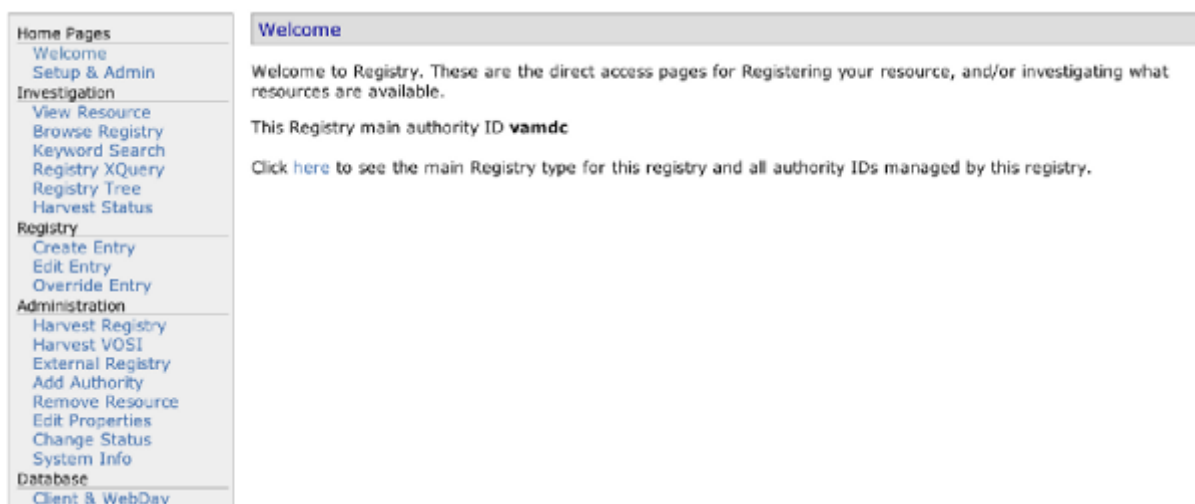 Home Pages
Welcome
Setup & Admin
Investigation
View Resource
Browse Registry
Keyword Search
Registry XQuery
Registry Tree
Harvest Status
Registry
Create Entry
Edit Entry
Override Entry
Administration
Harvest Registry
Harvest VOSI
External Registry
Add Authority
Remove Resource
Edit Properties
Change Status
System Info
Database
Client & WebDav
Welcome
Welcome to Registry. These are the direct access pages for Registering your resource, and/or investigating what
resources are available.
This Registry main authority ID vamdc
Click here to see the main Registry type for this registry and all authority IDs managed by this registry.